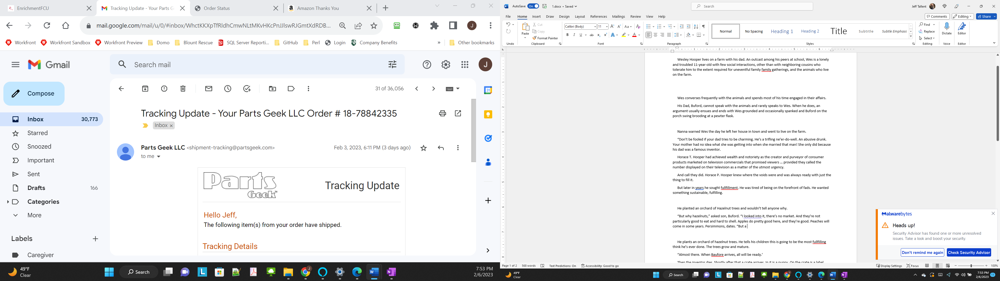 EnrichmentFCU
Tracking Update - Your Parts G
Order Status
Amazon Thanks You
mail.google.com/mail/u/0/#inbox/WhctKKXpTfRldhCmwNLtMKvHKcPnJJlswRJGmtXdRDB...
Workfront
Workfront Sandbox
Workfront Preview
Domo
Blount Rescue
SQL Server Reporti...
GitHub
Perl
Login
Company Benefits
»
Other bookmarks
Gmail
Search mail
J
Compose
31 of 36,056
Inbox 30,773
Starred
Snoozed
Important
Sent
Drafts 166
Categories
More
Labels
Caregiver
Tracking Update - Your Parts Geek LLC Order # 18-78842335
Inbox x
Parts Geek LLC <shipment-tracking@partsgeek.com>
Feb 3, 2023, 6:11 PM (3 days ago)
to me
Parts Geek
Tracking Update
Hello Jeff,
The following item(s) from your order have shipped.
Tracking Details
49°F
Clear
Search
7:53 PM
2/6/2023
AutoSave On 1.docx • Saved
Search
Jeff Tallent
File Home Insert Draw Design Layout References Mailings Review View Help
Comments Editing Share
Paste
Cut
Copy
Format Painter
Calibri (Body) 11
Normal
No Spacing
Heading 1
Heading 2
Title
Subtitle
Subtle Emphasis
Find
Replace
Select
Dictate
Editor
Undo Clipboard Font Paragraph Styles Editing Voice Editor
Wesley Hooper lives on a farm with his dad. An outcast among his peers at school, Wes is a lonely
and troubled 11-year-old with few social interactions, other than with neighboring cousins who
tolerate him to the extent required for uneventful family family gatherings, and the animals who live
on the farm.
Wes converses frequently with the animals and spends most of his time engaged in their affairs.
His Dad, Buford, cannot speak with the animals and rarely speaks to Wes. When he does, an
argument usually ensues and ends with Wes grounded and occasionally spanked and Buford on the
porch swing brooding at a pewter flask.
Nanna warned Wes the day he left her house in town and went to live on the farm.
“Don’t be fooled if your dad tries to be charming. He’s a trifling ne’er-do-well. An abusive drunk.
Your mother had no idea what she was getting into when she married that man! She only did because
his dad was a famous inventor.
Horace T. Hooper had achieved wealth and notoriety as the creator and purveyor of consumer
products marketed on television commercials that promised viewers … provided they called the
number displayed on their television as a matter of the utmost urgency.
And call they did. Horace P. Hooper knew where the voids were and was always ready with just the
thing to fill it.
But later in years he sought fullfillment. He was tired of being on the forefront of fads. He wanted
something sustainable, fulfilling.
He planted an orchard of Hazelnut trees and wouldn’t tell anyone why.
“But why hazelnuts,” asked son, Buford. “I looked into it, there’s no market. And they’re not
particularly good to eat and hard to shell. Apples do pretty good here, and they’re good. Peaches will
come in some years. Persimmons, dates. “But a
He plants an orchard of hazelnut trees. He tells his children this is going to be the most fullfilling
think he’s ever done. The trees grow and mature.
“Almost there. When Baufore arrives, all will be ready.’
Then the inventor dies. Shortly after that a crate arrives. In it is a puppy. On the crate is a label
Malwarebytes
Heads up!
Security Advisor has found one or more unresolved
issues. Take a look and boost your security.
Don't remind me again
Check Security Advisor
Page 1 of 2 568 words Text Predictions: On Accessibility: Good to go
Display Settings Focus 100%
49°F
Clear
Search
7:53 PM
2/6/2023
11